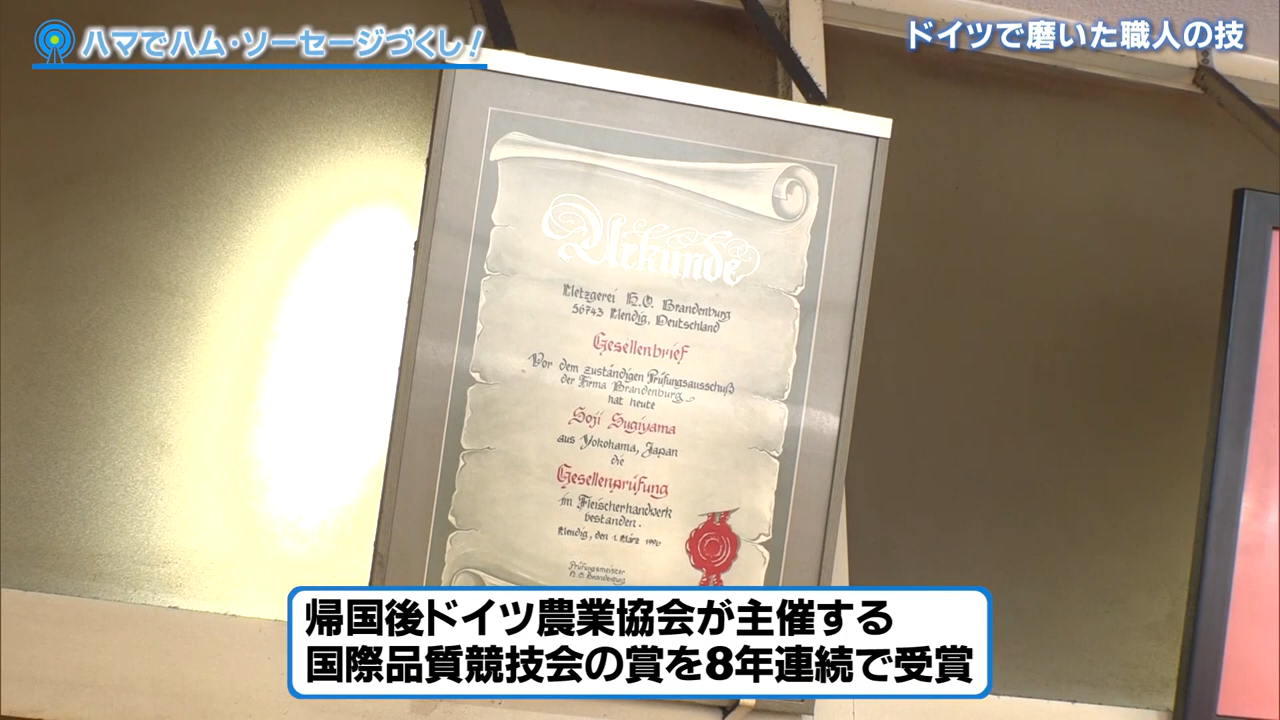 ハマでハム・ソーセージづくし!
ドイツで磨いた職人の技
Urkunde
Metzgerei H.O. Brandenburg
56743 Mendig, Deutschland
Gesellenbrief
Vor dem zuständigen Prüfungsausschuß
der Firma Brandenburg
hat heute
Soji Sugiyama
aus Yokohama, Japan
die
Gesellenprüfung
im Fleischerhandwerk
bestanden.
Mendig, den 1. März
Prüfungsmeister
H.O. Brandenburg
帰国後ドイツ農業協会が主催する
国際品質競技会の賞を8年連続で受賞